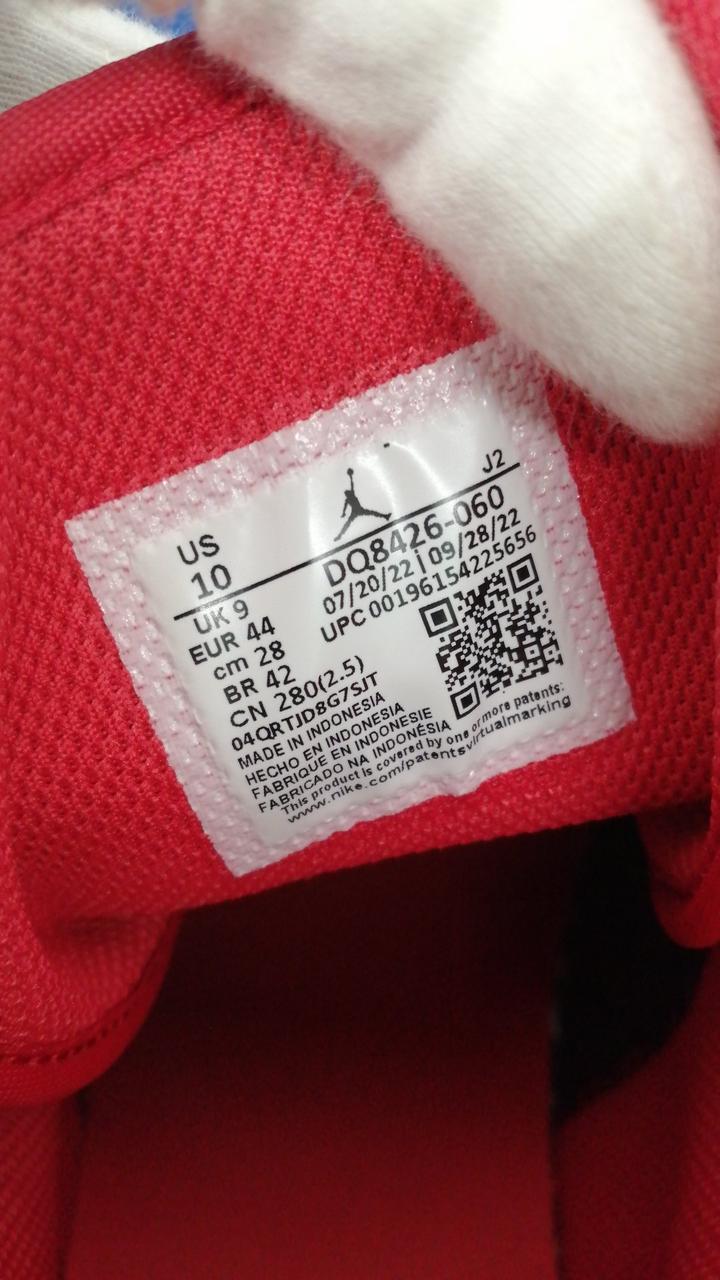 J2
US
10
DQ8426-060
07/20/22 | 09/28/22
UPC 00196154225656
UK 9
EUR 44
cm 28
BR 42
CN 280(2.5)
04QRTJD8G7SJT
MADE IN INDONESIA
HECHO EN INDONESIA
FABRIQUE EN INDONESIE
FABRICADO NA INDONÉSIA
This product is covered by one or more patents:
www.nike.com/patentsvirtualmarking